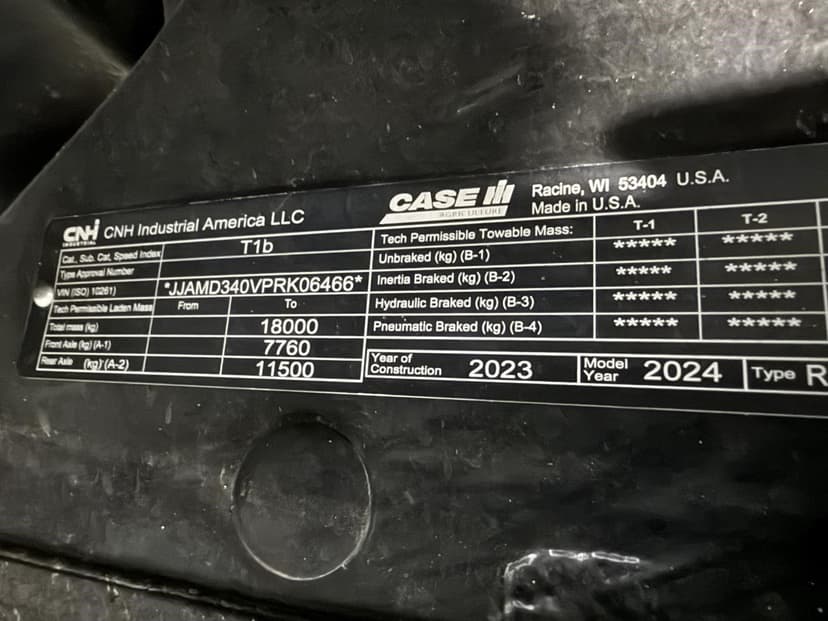 CNH INDUSTRIAL CNH Industrial America LLC
CASE IH AGRICULTURE
Racine, WI 53404 U.S.A.
Made in U.S.A.
Cat., Sub. Cat, Speed Index T1b
Type Approval Number
VIN (ISO 10261) *JJAMD340VPRK06466*
Tech Permissible Laden Mass From To
Total mass (kg) 18000
Front Axle (kg) (A-1) 7760
Rear Axle (kg) (A-2) 11500
Tech Permissible Towable Mass: T-1 T-2
Unbraked (kg) (B-1) ***** *****
Inertia Braked (kg) (B-2) ***** *****
Hydraulic Braked (kg) (B-3) ***** *****
Pneumatic Braked (kg) (B-4) ***** *****
Year of Construction 2023 Model Year 2024 Type R